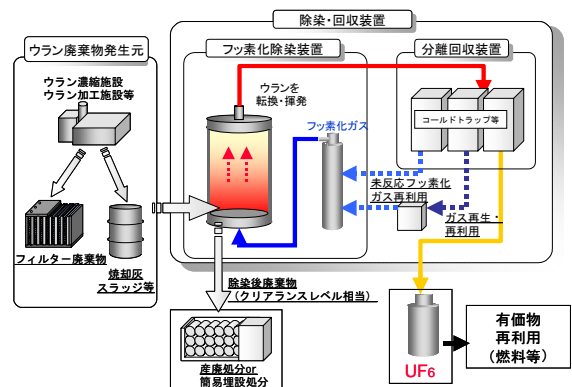 除染・回収装置
ウラン廃棄物発生元
フッ素化除染装置
分離回収装置
ウラン濃縮施設
ウラン加工施設等
ウランを
転換・揮発
フッ素化ガス
コールドトラップ等
未反応フッ素化
ガス再利用
ガス再生・
再利用
フィルター廃棄物
焼却灰
スラッジ等
除染後廃棄物
（クリアランスレベル相当）
産廃処分or
簡易埋設処分
UF6
有価物
再利用
（燃料等）